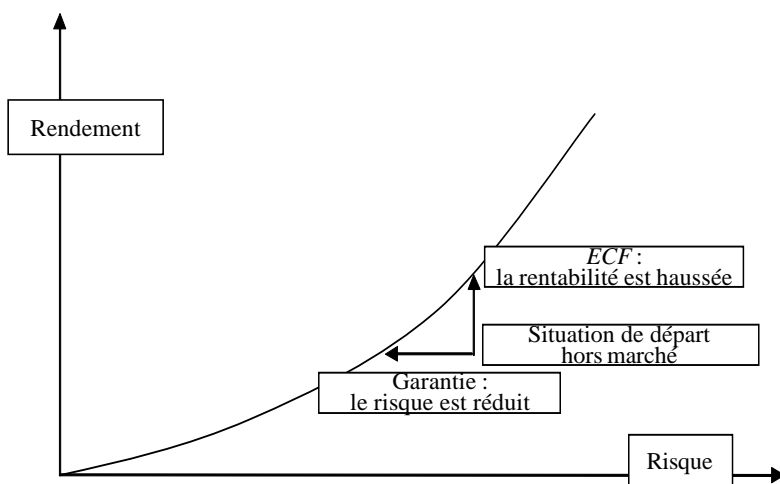 Rendement
ECF :
la rentabilité est haussée
Situation de départ
hors marché
Garantie :
le risque est réduit
Risque